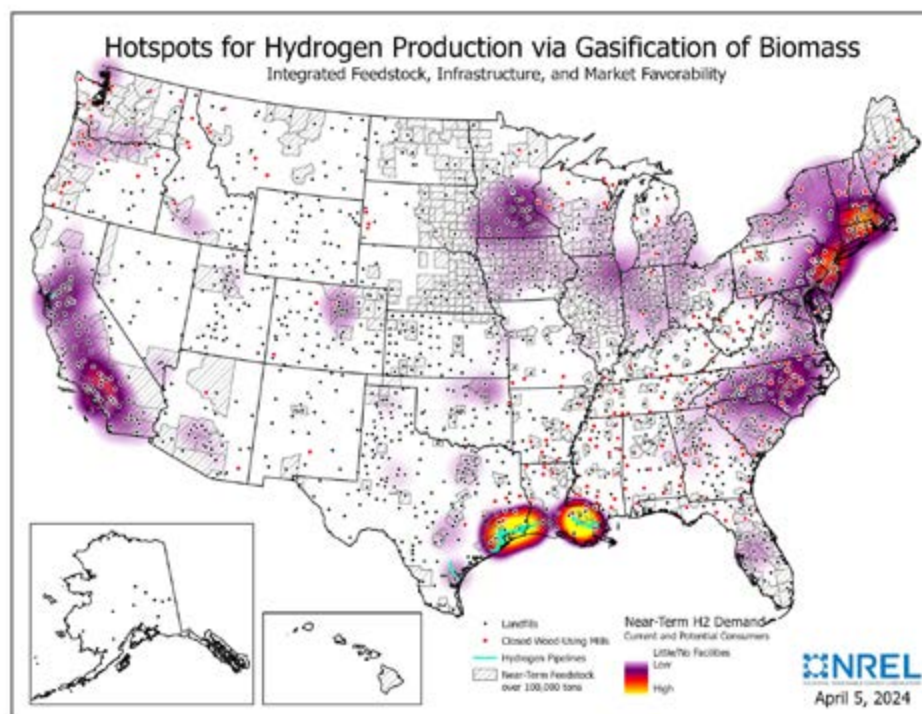 Hotspots for Hydrogen Production via Gasification of Biomass
Integrated Feedstock, Infrastructure, and Market Favorability
Landfills
Closed Wood-Using Mills
Hydrogen Pipelines
Near-Term Feedstock
over 100,000 tons
Near-Term H2 Demand
Current and Potential Consumers
Little/No Facilities
Low
High
NREL
April 5, 2024